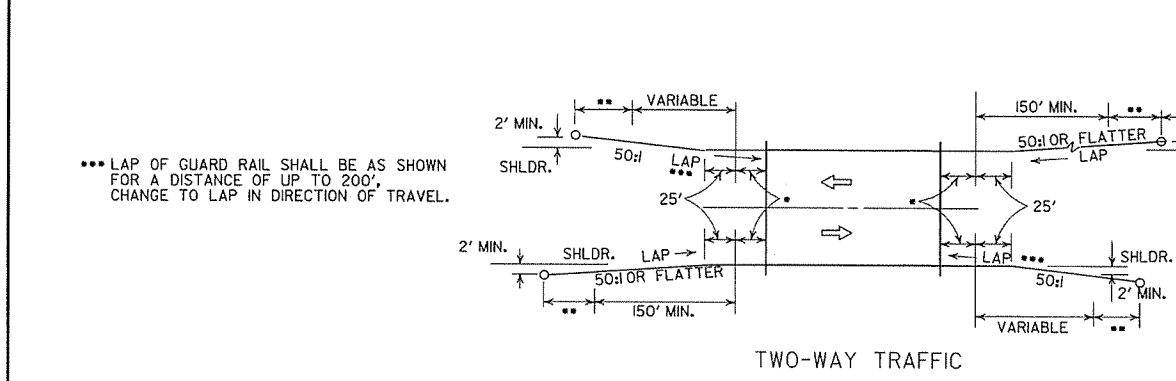 *** LAP OF GUARD RAIL SHALL BE AS SHOWN
FOR A DISTANCE OF UP TO 200',
CHANGE TO LAP IN DIRECTION OF TRAVEL.
** VARIABLE
2' MIN.
SHLDR.
50:1
LAP
***
25'
*
150' MIN. **
50:1 OR FLATTER
LAP
*
25'
2' MIN.
SHLDR.
LAP
50:1 OR FLATTER
** 150' MIN.
LAP ***
50:1
SHLDR.
2' MIN.
VARIABLE **
TWO-WAY TRAFFIC